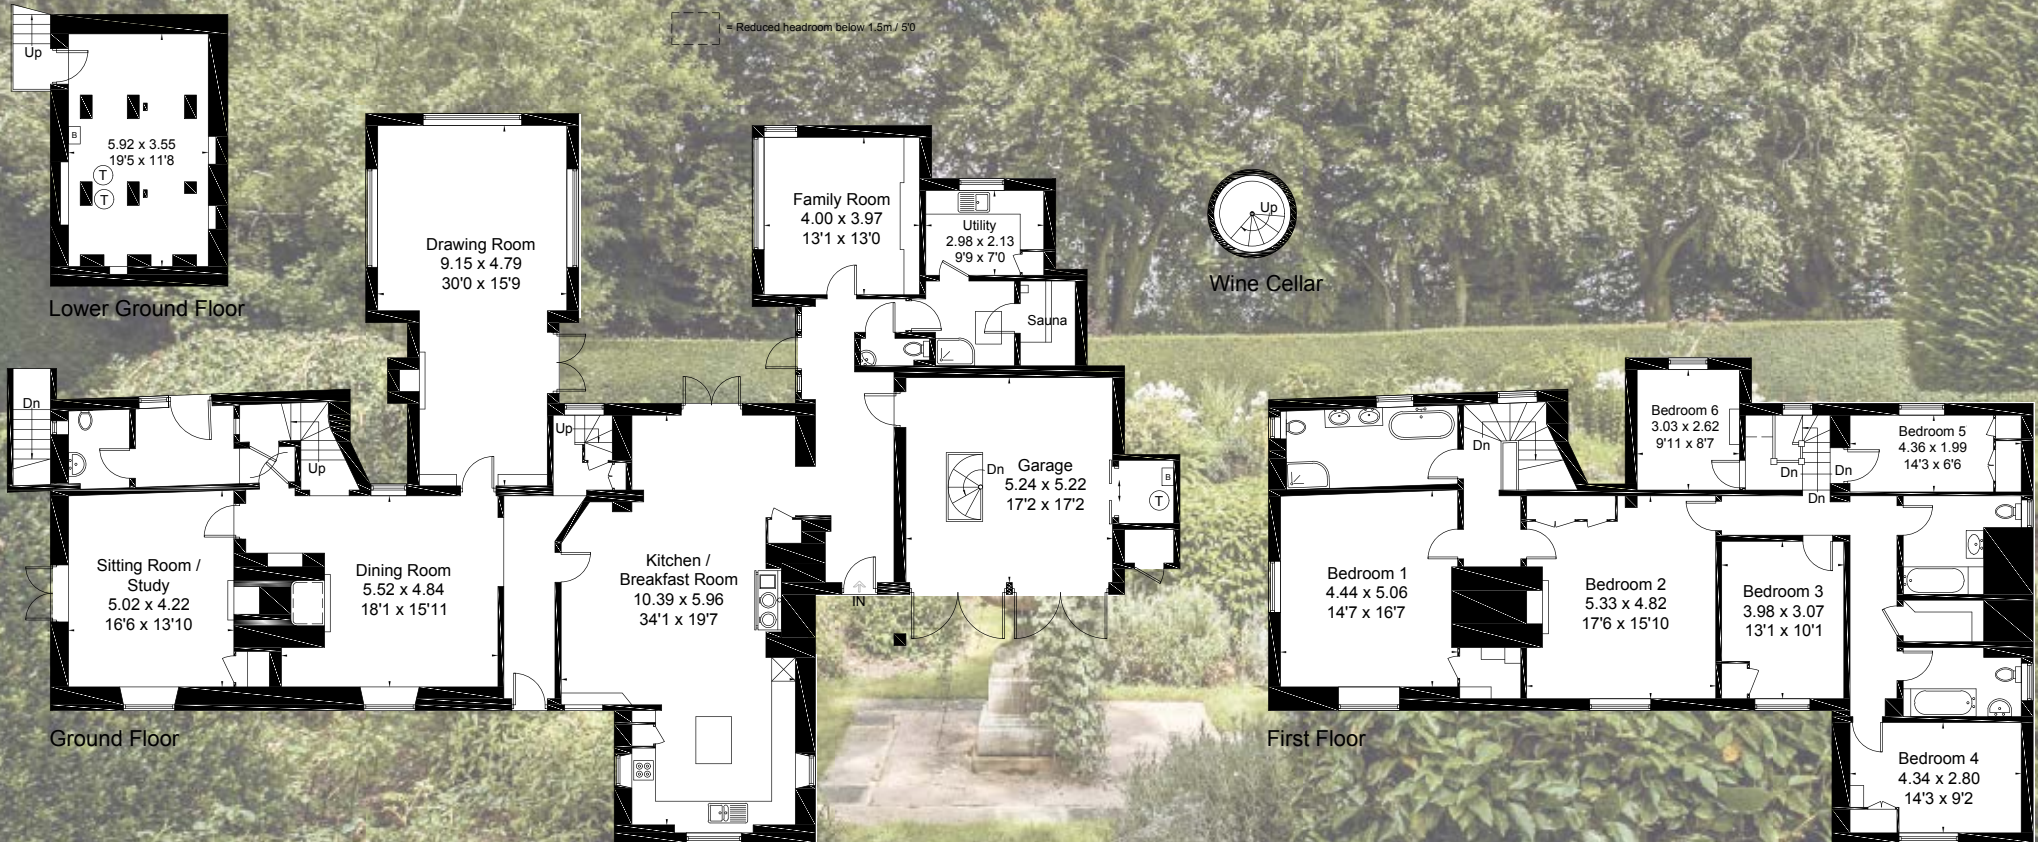 = Reduced headroom below 1.5m / 5'0
Up
B
5.92 x 3.55
19'5 x 11'8
T
T
Lower Ground Floor
Drawing Room
9.15 x 4.79
30'0 x 15'9
Family Room
4.00 x 3.97
13'1 x 13'0
Utility
2.98 x 2.13
9'9 x 7'0
Sauna
Up
Wine Cellar
Dn
Up
Up
Sitting Room /
Study
5.02 x 4.22
16'6 x 13'10
Dining Room
5.52 x 4.84
18'1 x 15'11
Kitchen /
Breakfast Room
10.39 x 5.96
34'1 x 19'7
IN
Dn
Garage
5.24 x 5.22
17'2 x 17'2
B
T
Ground Floor
Dn
Bedroom 6
3.03 x 2.62
9'11 x 8'7
Dn
Dn
Dn
Bedroom 5
4.36 x 1.99
14'3 x 6'6
Bedroom 1
4.44 x 5.06
14'7 x 16'7
Bedroom 2
5.33 x 4.82
17'6 x 15'10
Bedroom 3
3.98 x 3.07
13'1 x 10'1
Bedroom 4
4.34 x 2.80
14'3 x 9'2
First Floor